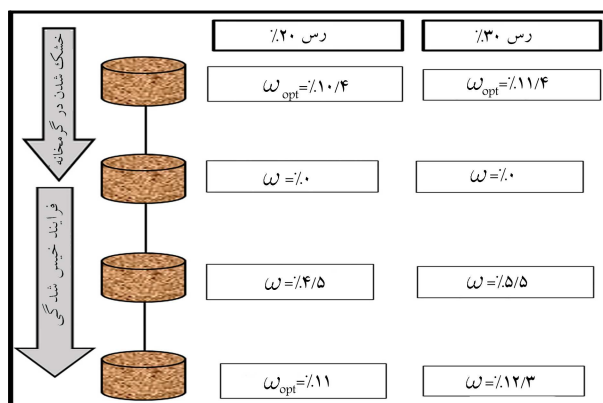 رس ۲۰٪
رس ۳۰٪
خشک شدن در گرمخانه
ω_opt=٪۱۰/۴
ω_opt=٪۱۱/۴
ω=٪۰
ω=٪۰
فرایند خیس شدگی
ω=٪۴/۵
ω=٪۵/۵
ω_opt=٪۱۱
ω=٪۱۲/۳